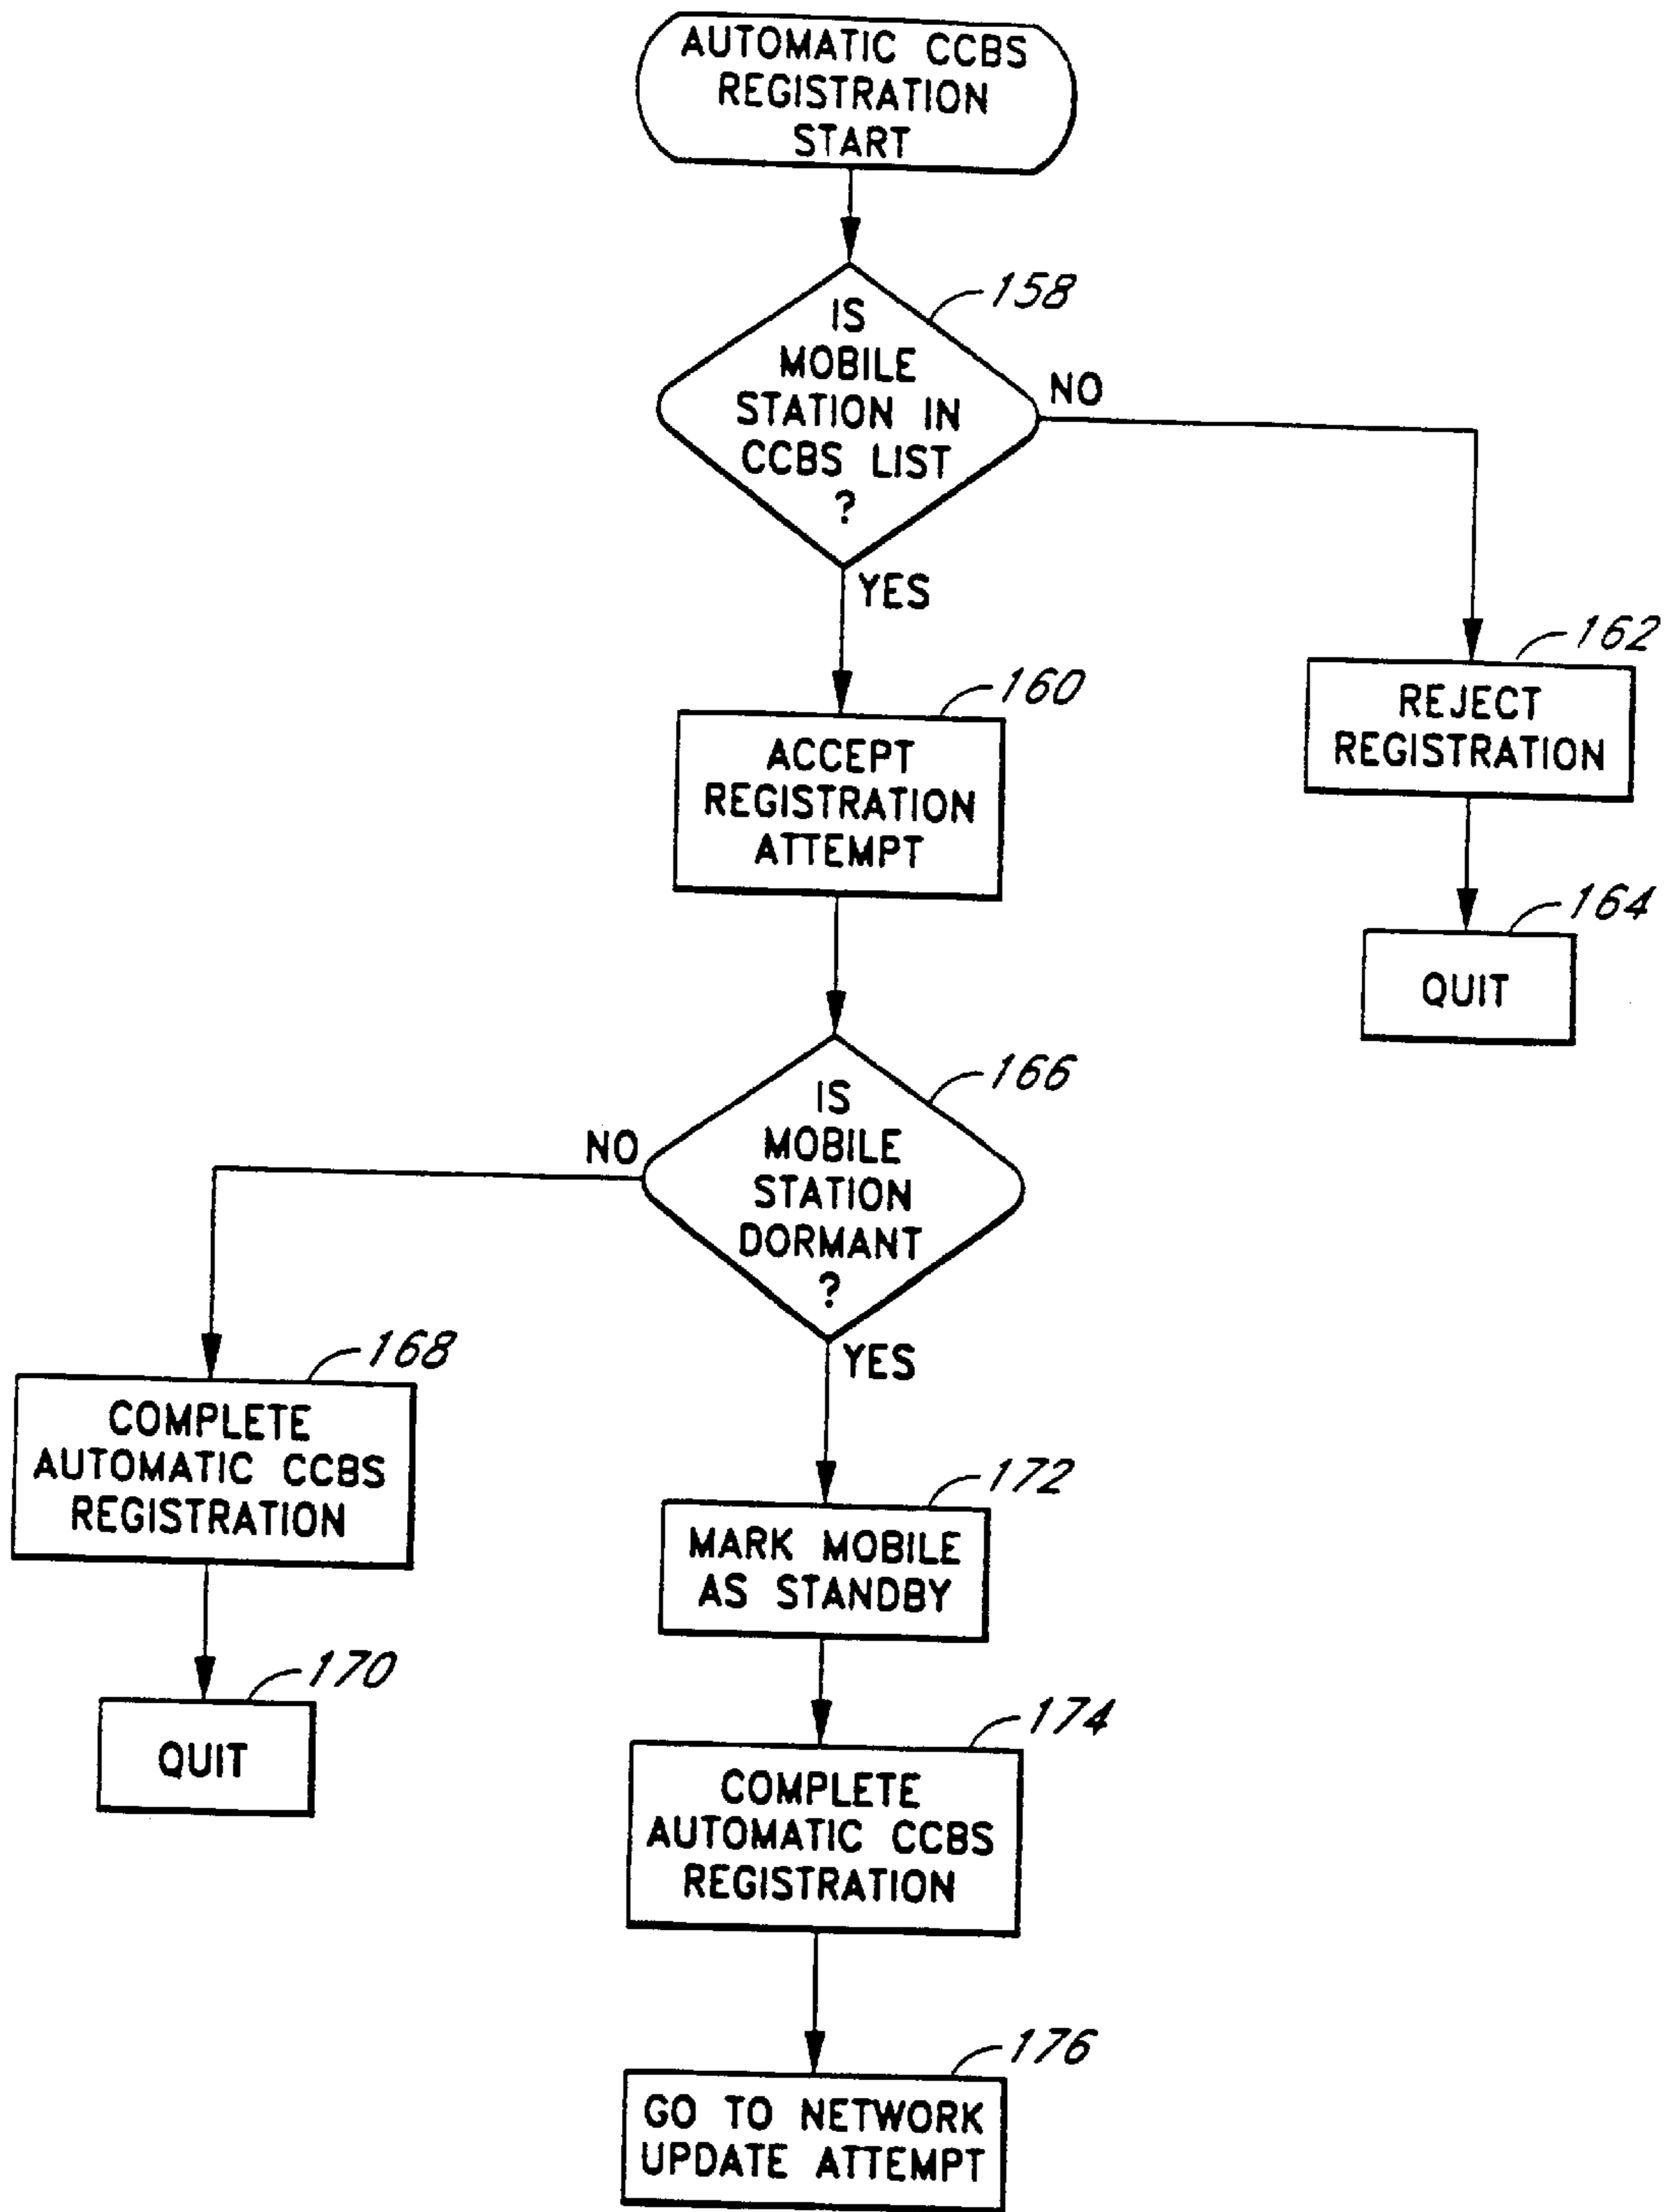 AUTOMATIC CCBS
REGISTRATION
START
158
IS
MOBILE
STATION IN
CCBS LIST
?
NO
YES
162
REJECT
REGISTRATION
160
ACCEPT
REGISTRATION
ATTEMPT
164
QUIT
166
IS
MOBILE
STATION
DORMANT
?
NO
YES
168
COMPLETE
AUTOMATIC CCBS
REGISTRATION
172
MARK MOBILE
AS STANDBY
170
QUIT
174
COMPLETE
AUTOMATIC CCBS
REGISTRATION
176
GO TO NETWORK
UPDATE ATTEMPT